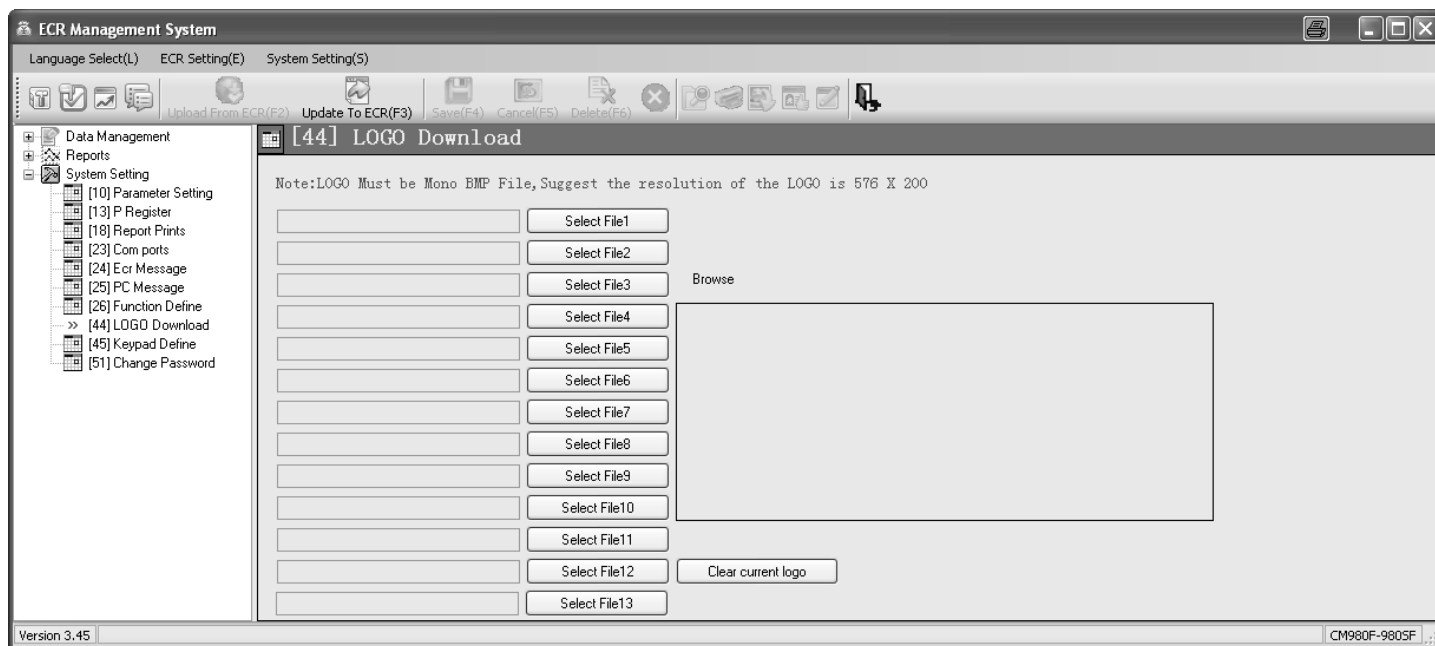 ECR Management System
Language Select(L) ECR Setting(E) System Setting(S)
Upload From ECR(F2) Update To ECR(F3) Save(F4) Cancel(F5) Delete(F6)
Data Management
Reports
System Setting
[10] Parameter Setting
[13] P Register
[18] Report Prints
[23] Com ports
[24] Ecr Message
[25] PC Message
[26] Function Define
[44] LOGO Download
[45] Keypad Define
[51] Change Password
[44] LOGO Download
Note:LOGO Must be Mono BMP File,Suggest the resolution of the LOGO is 576 X 200
Select File1
Select File2
Select File3
Browse
Select File4
Select File5
Select File6
Select File7
Select File8
Select File9
Select File10
Select File11
Select File12 Clear current logo
Select File13
Version 3.45 CM980F-980SF